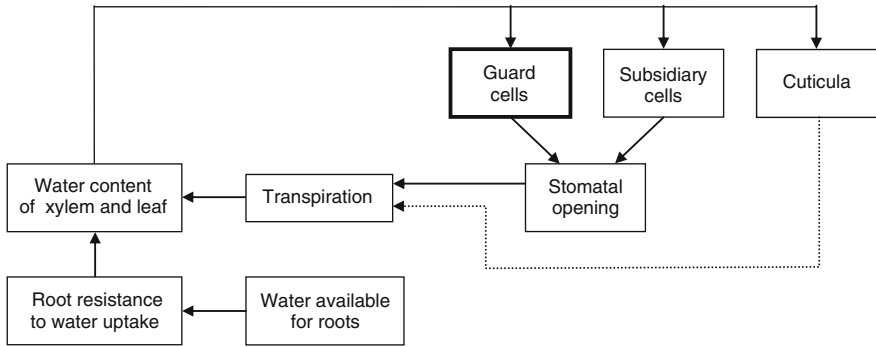 Guard
cells
Subsidiary
cells
Cuticula
Water content
of xylem and leaf
Transpiration
Stomatal
opening
Root resistance
to water uptake
Water available
for roots